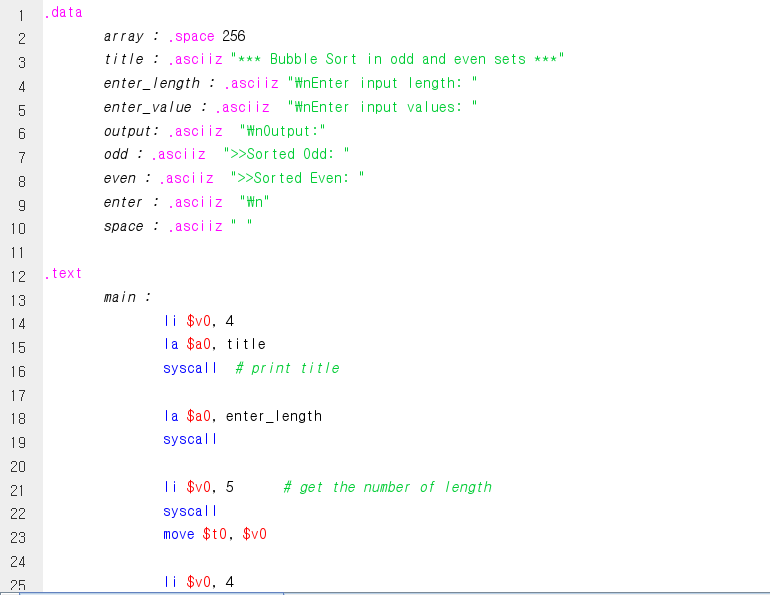 1 .data
2 array : .space 256
3 title : .asciiz "*** Bubble Sort in odd and even sets ***"
4 enter_length : .asciiz "₩nEnter input length: "
5 enter_value : .asciiz "₩nEnter input values: "
6 output: .asciiz "₩nOutput:"
7 odd : .asciiz ">>Sorted Odd: "
8 even : .asciiz ">>Sorted Even: "
9 enter : .asciiz "₩n"
10 space : .asciiz " "
11
12 .text
13 main :
14 li $v0, 4
15 la $a0, title
16 syscall # print title
17
18 la $a0, enter_length
19 syscall
20
21 li $v0, 5 # get the number of length
22 syscall
23 move $t0, $v0
24
25 li $v0, 4